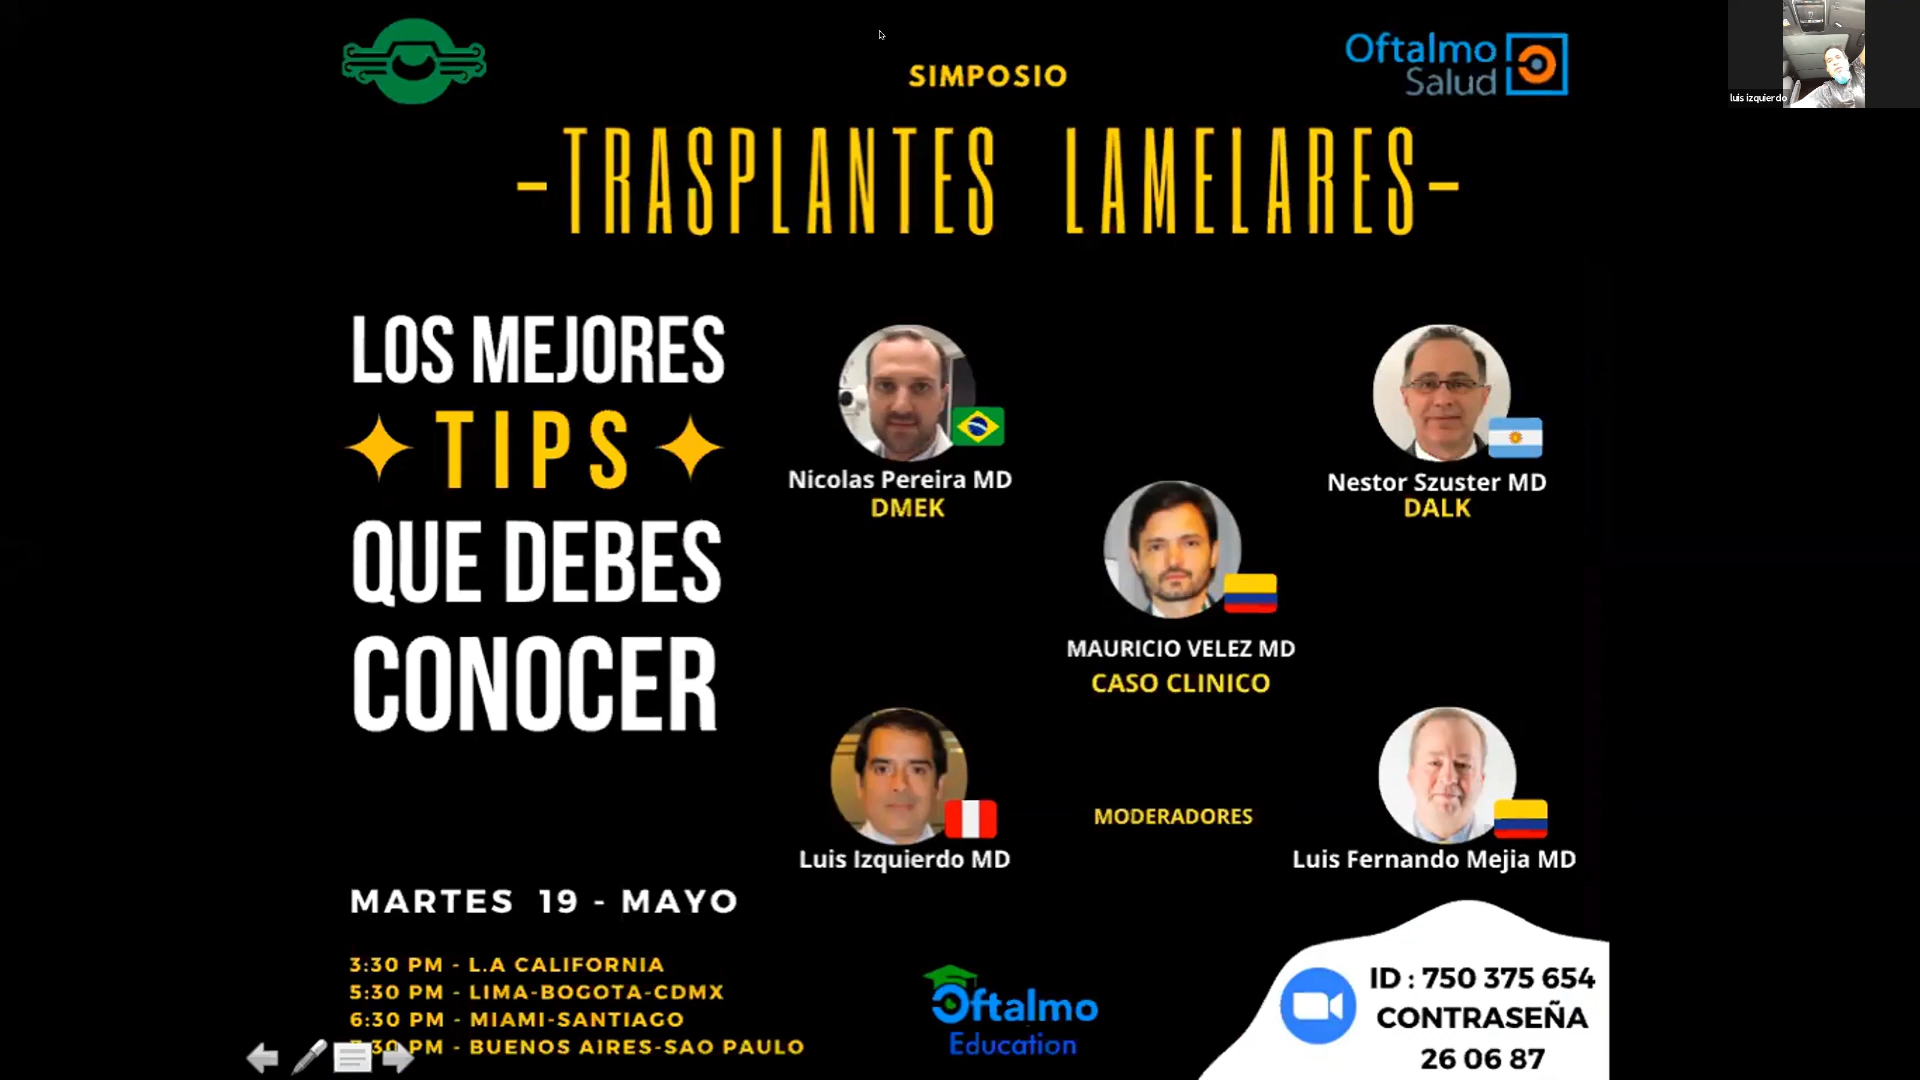 SIMPOSIO
Oftalmo
Salud
luis izquierdo
-TRASPLANTES LAMELARES-
LOS MEJORES
TIPS
QUE DEBES
CONOCER
Nicolas Pereira MD
DMEK
Nestor Szuster MD
DALK
MAURICIO VELEZ MD
CASO CLINICO
MODERADORES
Luis Izquierdo MD
Luis Fernando Mejia MD
MARTES 19 - MAYO
3:30 PM - L.A CALIFORNIA
5:30 PM - LIMA-BOGOTA-CDMX
6:30 PM - MIAMI-SANTIAGO
7:30 PM - BUENOS AIRES-SAO PAULO
Oftalmo
Education
ID : 750 375 654
CONTRASEÑA
26 06 87